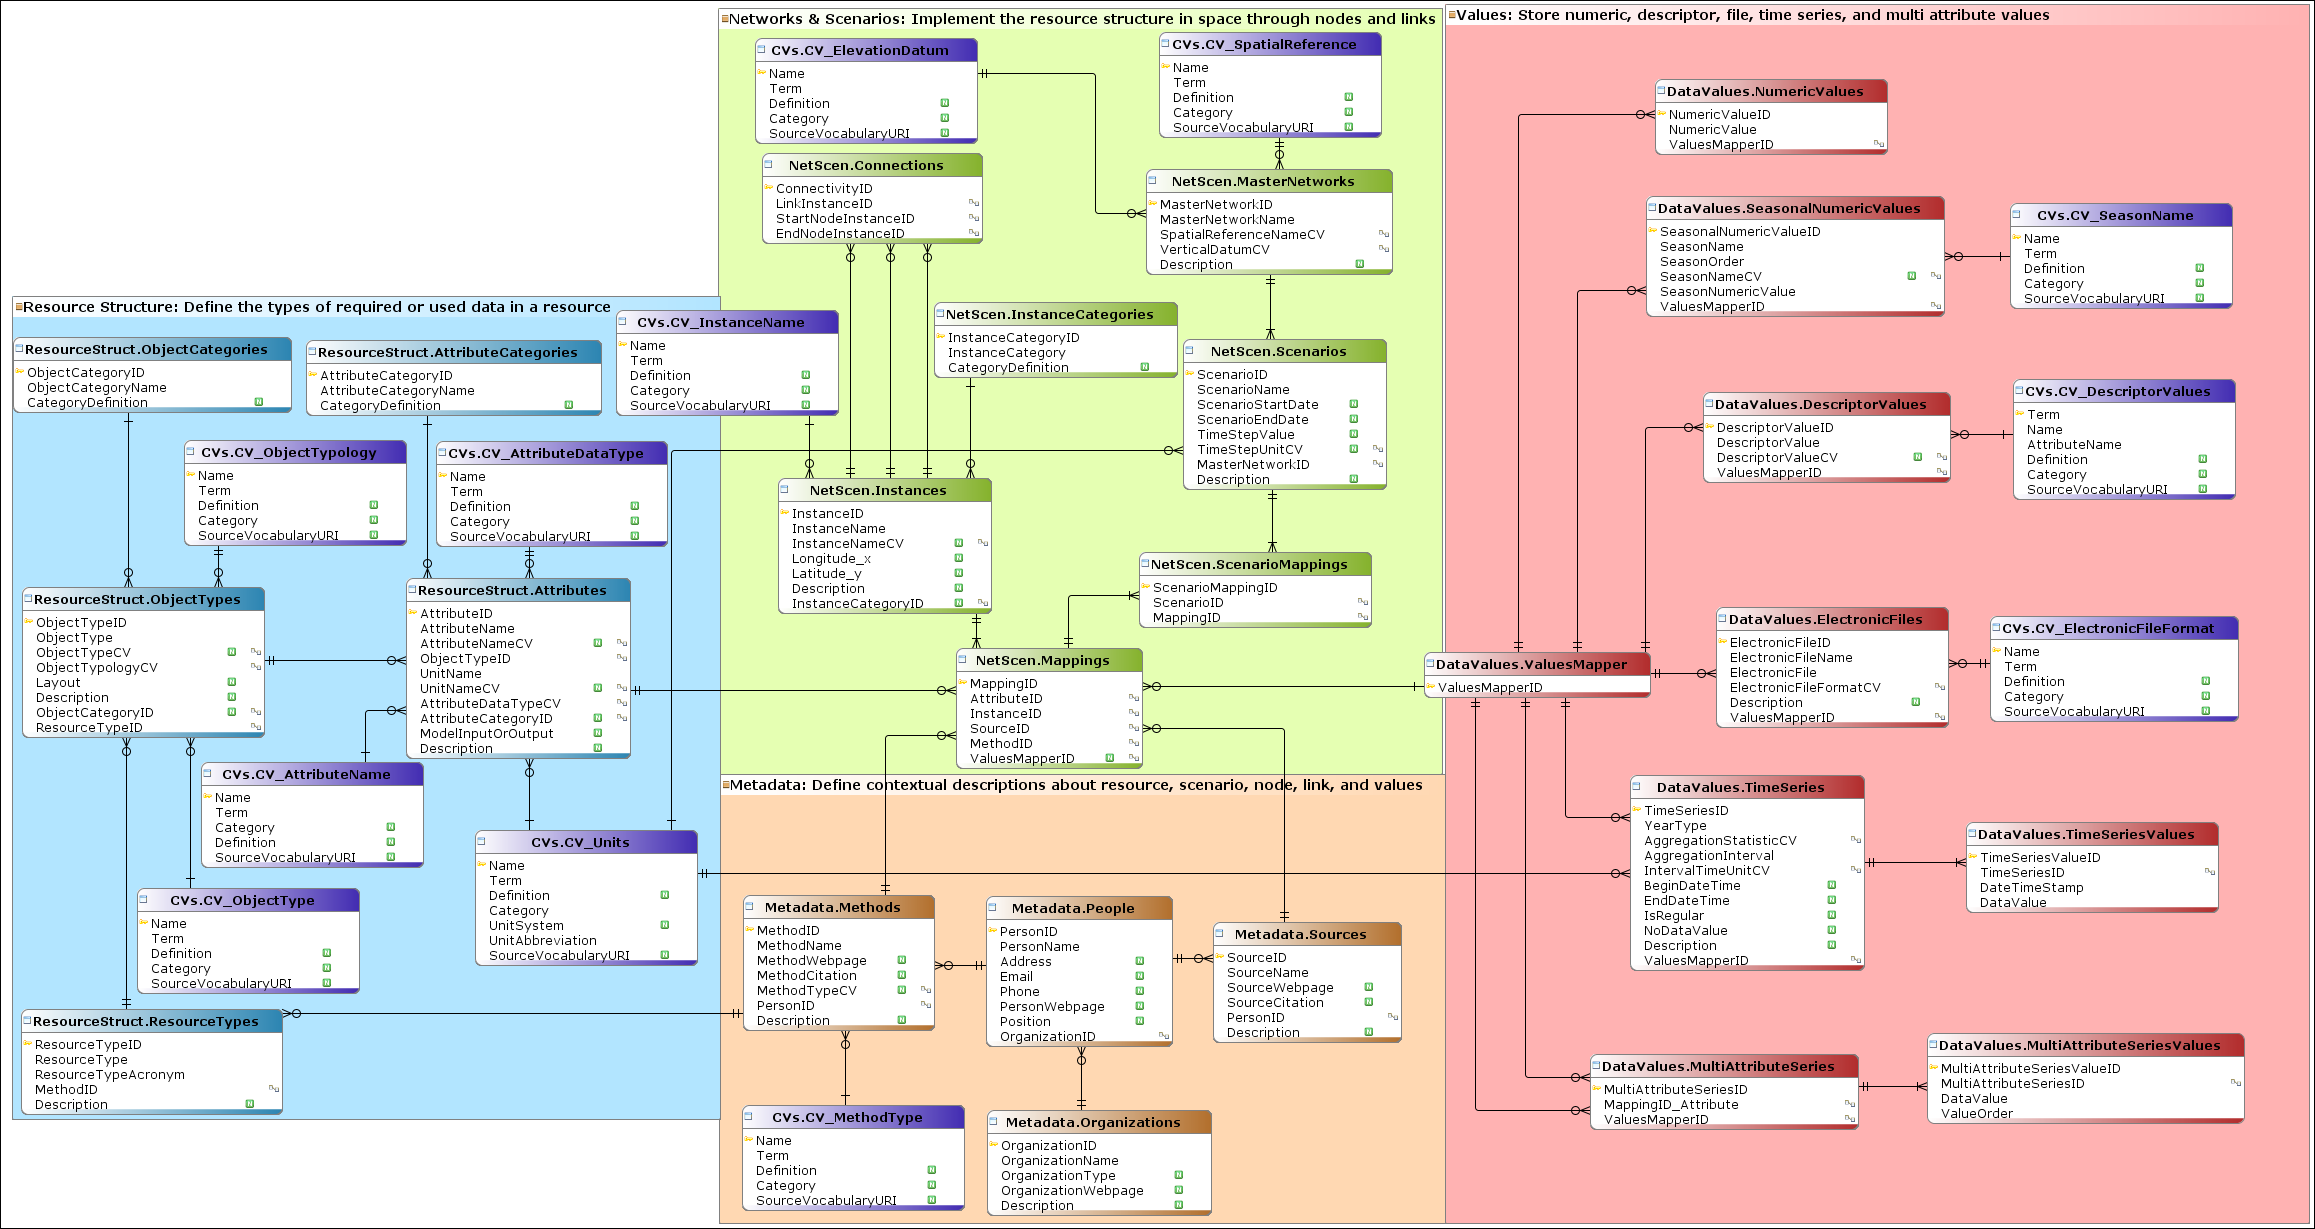 Networks & Scenarios: Implement the resource structure in space through nodes and links
CVs.CV_ElevationDatum
Name
Term
Definition
Category
SourceVocabularyURI
CVs.CV_SpatialReference
Name
Term
Definition
Category
SourceVocabularyURI
NetScen.Connections
ConnectivityID
LinkInstanceID
StartNodeInstanceID
EndNodeInstanceID
NetScen.MasterNetworks
MasterNetworkID
MasterNetworkName
SpatialReferenceNameCV
VerticalDatumCV
Description
NetScen.InstanceCategories
InstanceCategoryID
InstanceCategory
CategoryDefinition
NetScen.Scenarios
ScenarioID
ScenarioName
ScenarioStartDate
ScenarioEndDate
TimeStepValue
TimeStepUnitCV
MasterNetworkID
Description
NetScen.Instances
InstanceID
InstanceName
InstanceNameCV
Longitude_x
Latitude_y
Description
InstanceCategoryID
NetScen.ScenarioMappings
ScenarioMappingID
ScenarioID
MappingID
NetScen.Mappings
MappingID
AttributeID
InstanceID
SourceID
MethodID
ValuesMapperID
Resource Structure: Define the types of required or used data in a resource
CVs.CV_InstanceName
Name
Term
Definition
Category
SourceVocabularyURI
ResourceStruct.ObjectCategories
ObjectCategoryID
ObjectCategoryName
CategoryDefinition
ResourceStruct.AttributeCategories
AttributeCategoryID
AttributeCategoryName
CategoryDefinition
CVs.CV_ObjectTypology
Name
Term
Definition
Category
SourceVocabularyURI
CVs.CV_AttributeDataType
Name
Term
Definition
Category
SourceVocabularyURI
ResourceStruct.ObjectTypes
ObjectTypeID
ObjectType
ObjectTypeCV
ObjectTypologyCV
Layout
Description
ObjectCategoryID
ResourceTypeID
ResourceStruct.Attributes
AttributeID
AttributeName
AttributeNameCV
ObjectTypeID
UnitName
UnitNameCV
AttributeDataTypeCV
AttributeCategoryID
ModelInputOrOutput
Description
CVs.CV_AttributeName
Name
Term
Category
Definition
SourceVocabularyURI
CVs.CV_Units
Name
Term
Definition
Category
UnitSystem
UnitAbbreviation
SourceVocabularyURI
CVs.CV_ObjectType
Name
Term
Definition
Category
SourceVocabularyURI
ResourceStruct.ResourceTypes
ResourceTypeID
ResourceType
ResourceTypeAcronym
MethodID
Description
Metadata: Define contextual descriptions about resource, scenario, node, link, and values
Metadata.Methods
MethodID
MethodName
MethodWebpage
MethodCitation
MethodTypeCV
PersonID
Description
Metadata.People
PersonID
PersonName
Address
Email
Phone
PersonWebpage
Position
OrganizationID
Metadata.Sources
SourceID
SourceName
SourceWebpage
SourceCitation
PersonID
Description
CVs.CV_MethodType
Name
Term
Definition
Category
SourceVocabularyURI
Metadata.Organizations
OrganizationID
OrganizationName
OrganizationType
OrganizationWebpage
Description
Values: Store numeric, descriptor, file, time series, and multi attribute values
DataValues.NumericValues
NumericValueID
NumericValue
ValuesMapperID
DataValues.SeasonalNumericValues
SeasonalNumericValueID
SeasonName
SeasonOrder
SeasonNameCV
SeasonNumericValue
ValuesMapperID
CVs.CV_SeasonName
Name
Term
Definition
Category
SourceVocabularyURI
DataValues.DescriptorValues
DescriptorValueID
DescriptorValue
DescriptorValueCV
ValuesMapperID
CVs.CV_DescriptorValues
Term
Name
AttributeName
Definition
Category
SourceVocabularyURI
DataValues.ValuesMapper
ValuesMapperID
DataValues.ElectronicFiles
ElectronicFileID
ElectronicFileName
ElectronicFile
ElectronicFileFormatCV
Description
ValuesMapperID
CVs.CV_ElectronicFileFormat
Name
Term
Definition
Category
SourceVocabularyURI
DataValues.TimeSeries
TimeSeriesID
YearType
AggregationStatisticCV
AggregationInterval
IntervalTimeUnitCV
BeginDateTime
EndDateTime
IsRegular
NoDataValue
Description
ValuesMapperID
DataValues.TimeSeriesValues
TimeSeriesValueID
TimeSeriesID
DateTimeStamp
DataValue
DataValues.MultiAttributeSeries
MultiAttributeSeriesID
MappingID_Attribute
ValuesMapperID
DataValues.MultiAttributeSeriesValues
MultiAttributeSeriesValueID
MultiAttributeSeriesID
DataValue
ValueOrder